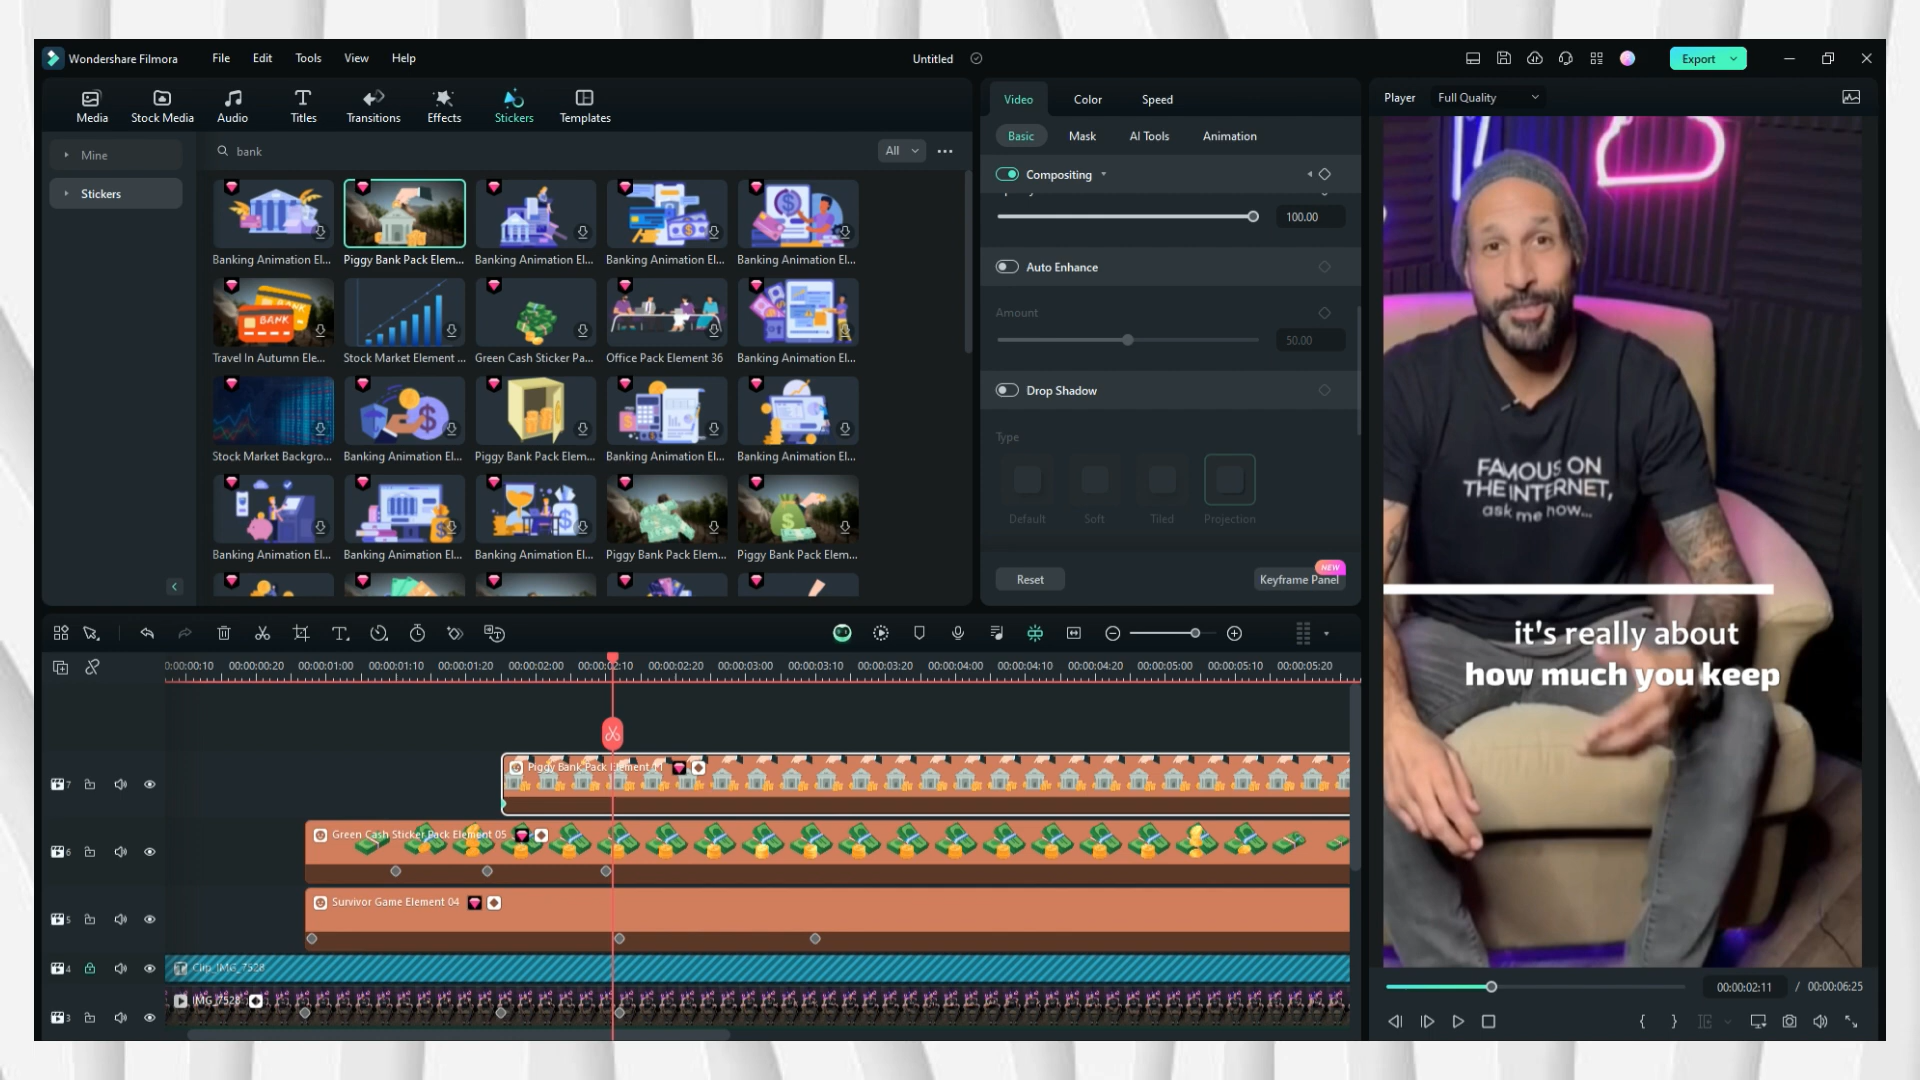 Wondershare Filmora
File
Edit
Tools
View
Help
Untitled
Export
Media
Stock Media
Audio
Titles
Transitions
Effects
Stickers
Templates
Mine
Stickers
bank
All
Banking Animation El...
Piggy Bank Pack Elem...
Banking Animation El...
Banking Animation El...
Banking Animation El...
BANK
Travel In Autumn Ele...
Stock Market Element ...
Green Cash Sticker Pa...
Office Pack Element 36
Banking Animation El...
Stock Market Backgro...
Banking Animation El...
Piggy Bank Pack Elem...
Banking Animation El...
Banking Animation El...
Banking Animation El...
Banking Animation El...
Banking Animation El...
Piggy Bank Pack Elem...
Piggy Bank Pack Elem...
Video
Color
Speed
Basic
Mask
AI Tools
Animation
Compositing
100.00
Auto Enhance
Amount
50.00
Drop Shadow
Type
Default
Soft
Tiled
Projection
Reset
NEW
Keyframe Panel
Player
Full Quality
FAMOUS ON
THE INTERNET,
ask me how...
it's really about
how much you keep
00:00:02:11 / 00:00:06:25
0:00:00:10
00:00:00:20
00:00:01:00
00:00:01:10
00:00:01:20
00:00:02:00
00:00:02:10
00:00:02:20
00:00:03:00
00:00:03:10
00:00:03:20
00:00:04:00
00:00:04:10
00:00:04:20
00:00:05:00
00:00:05:10
00:00:05:20
7
Piggy Bank Pack Element 11
6
Green Cash Sticker Pack Element 05
5
Survivor Game Element 04
4
Clip_IMG_7528
3
IMG_7528